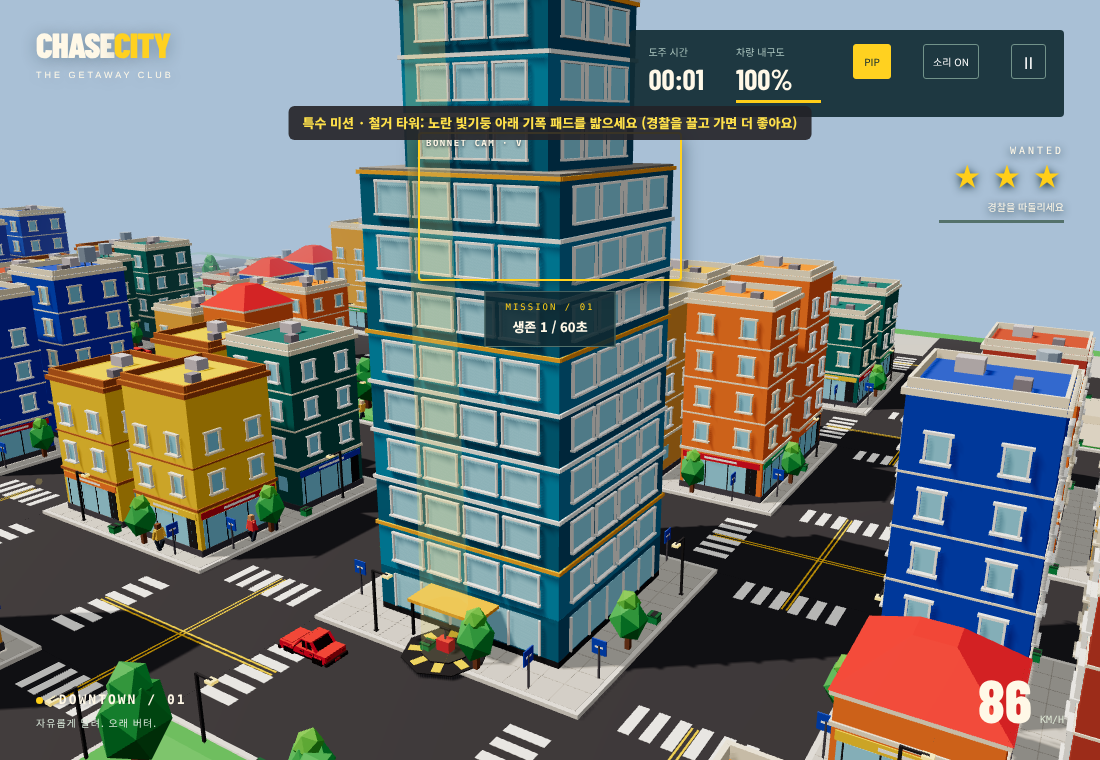 CHASECITY
THE GETAWAY CLUB
도주 시간
00:01
차량 내구도
100%
PIP
소리 ON
특수 미션 · 철거 타워: 노란 빛기둥 아래 기폭 패드를 밟으세요 (경찰을 끌고 가면 더 좋아요)
BONNET CAM · V
WANTED
★ ★ ★
경찰을 따돌리세요
MISSION / 01
생존 1 / 60초
DOWNTOWN / 01
자유롭게 달려. 오래 버텨.
86 KM/H